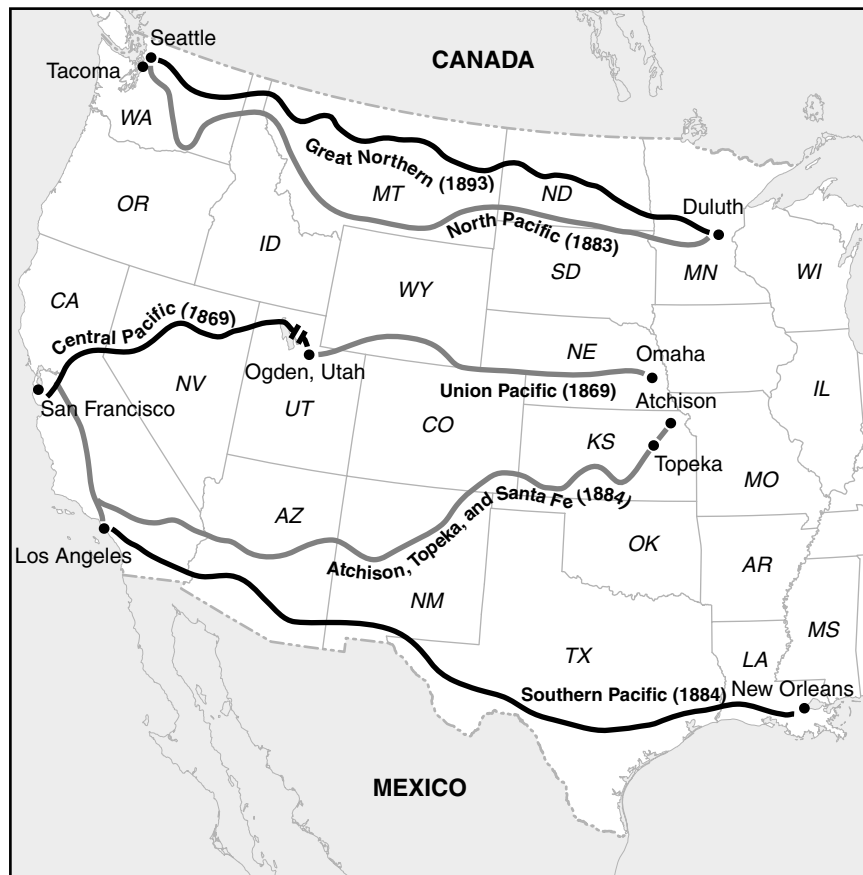 Seattle
CANADA
Tacoma
WA
Great Northern (1893)
MT
ND
OR
Duluth
North Pacific (1883)
ID
MN
WI
SD
WY
CA
Central Pacific (1869)
NE
Omaha
Ogden, Utah
NV
Union Pacific (1869)
IL
San Francisco
Atchison
UT
CO
KS
Topeka
MO
Atchison, Topeka, and Santa Fe (1884)
AZ
OK
Los Angeles
AR
NM
MS
TX
LA
Southern Pacific (1884)
New Orleans
MEXICO